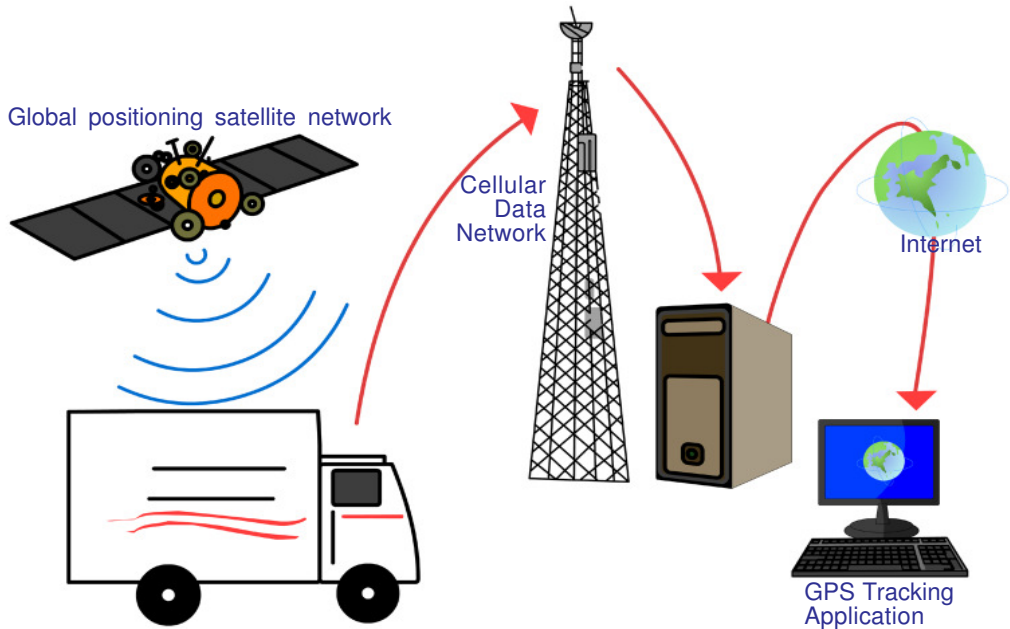 Global positioning satellite network
Cellular
Data
Network
Internet
GPS Tracking
Application